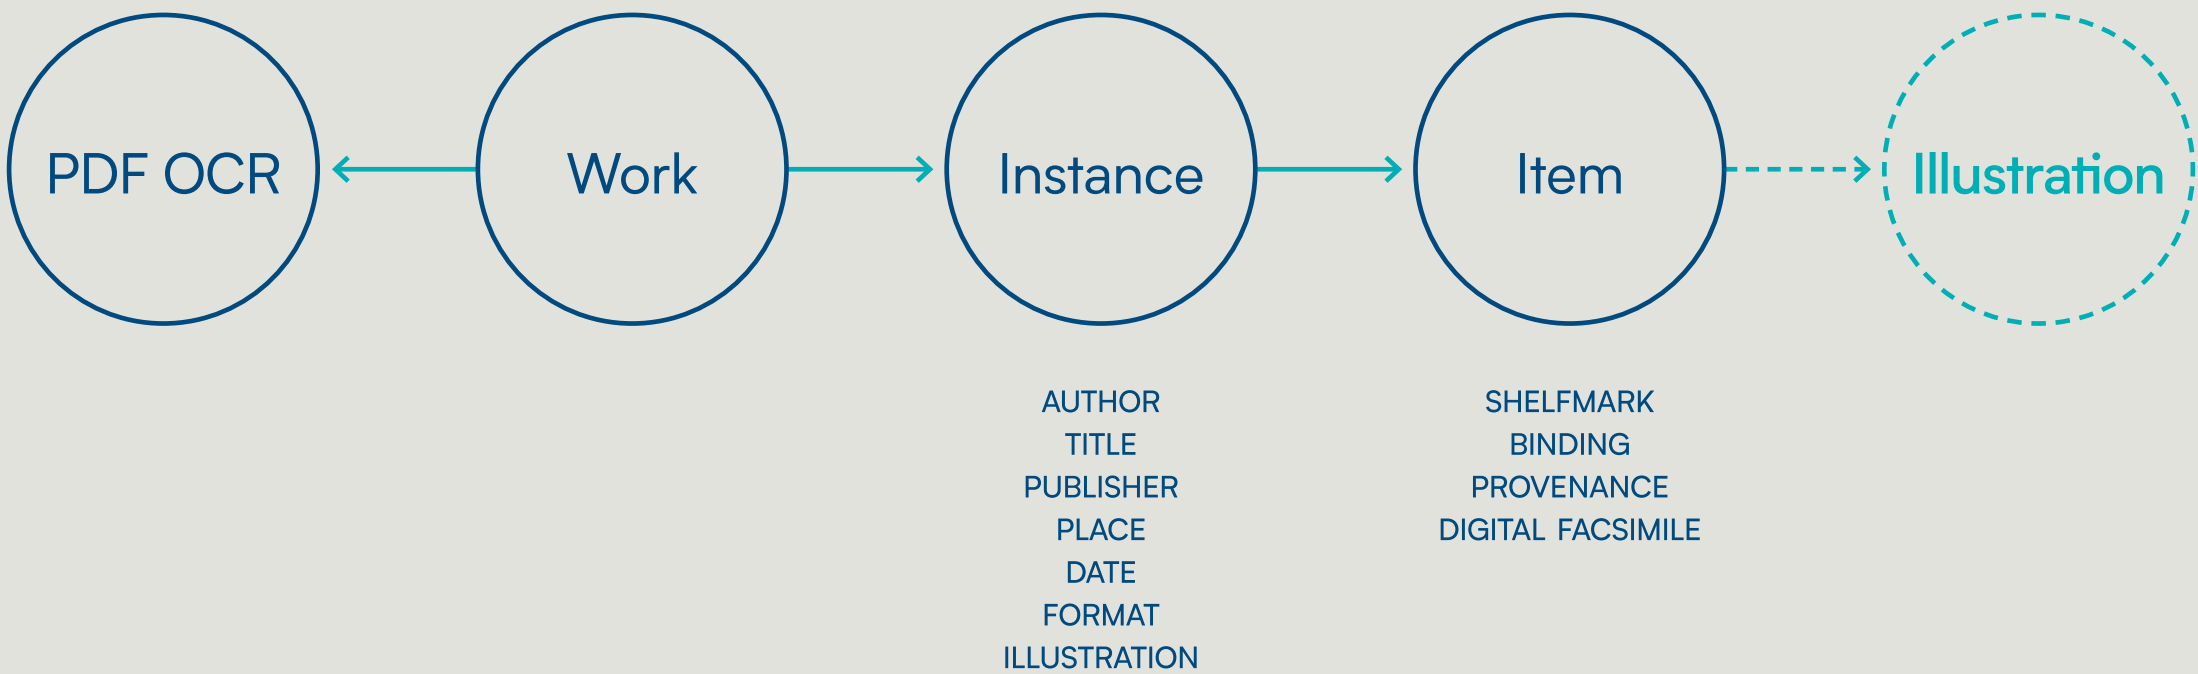 PDF OCR
Work
Instance
Item
Illustration
AUTHOR
TITLE
PUBLISHER
PLACE
DATE
FORMAT
ILLUSTRATION
SHELFMARK
BINDING
PROVENANCE
DIGITAL FACSIMILE